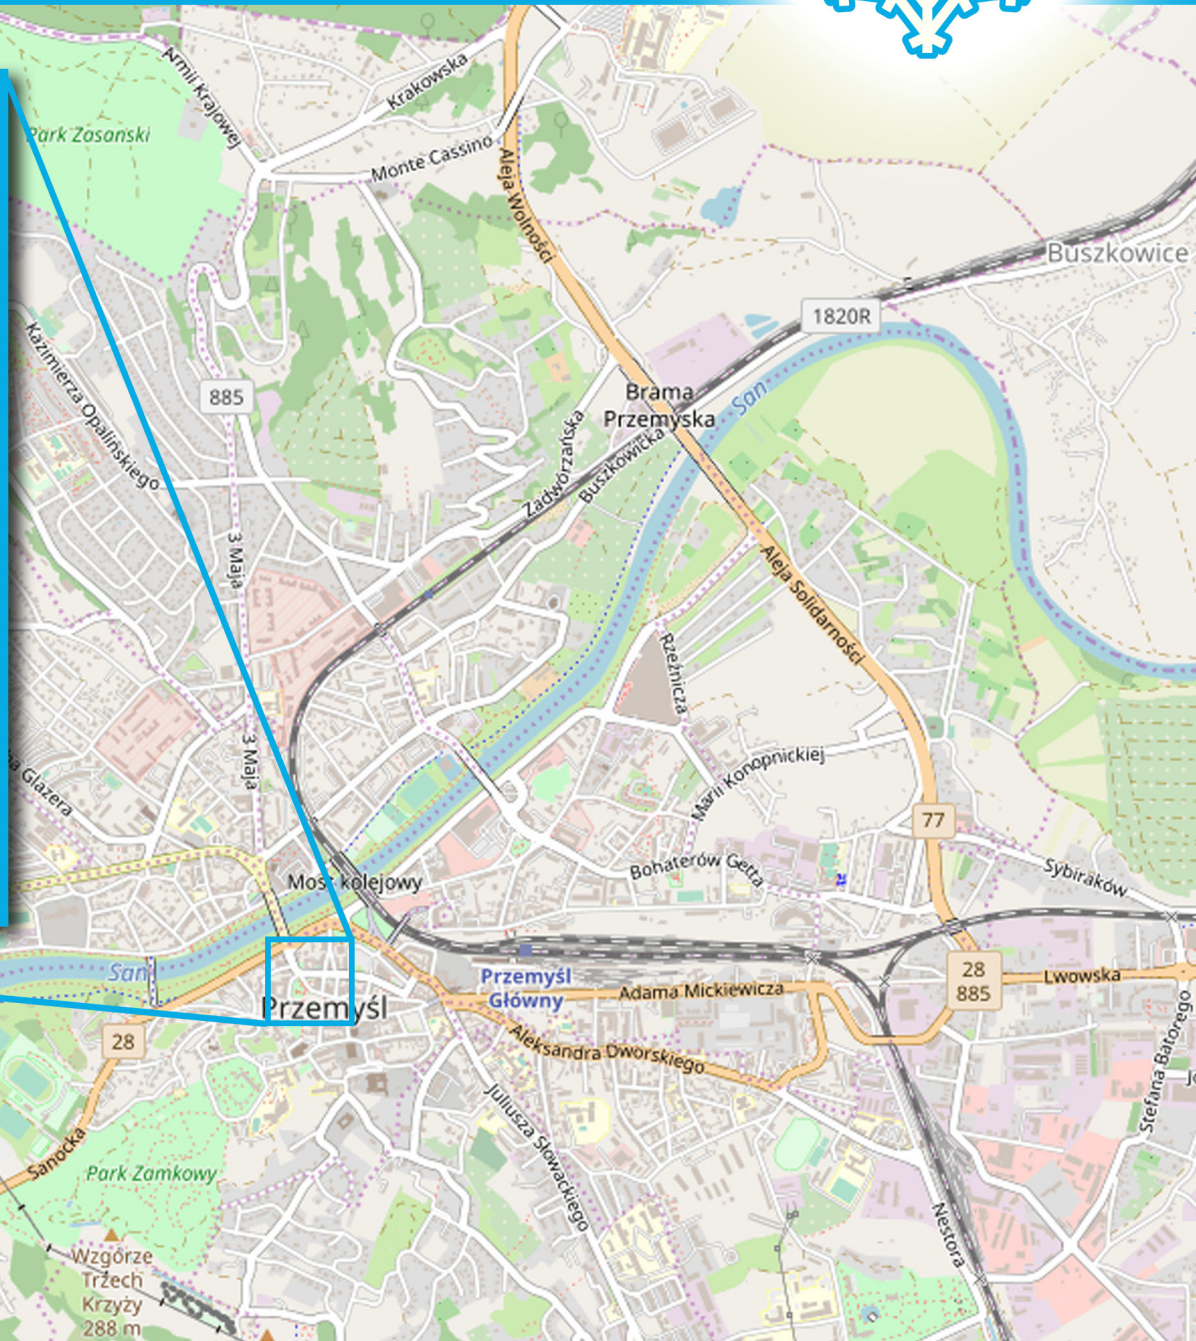 Armii Krajowej
Krakowska
Park Zasański
Monte Cassino
Aleja Wolności
Buszkowice
1820R
Kazimierza Opalińskiego
885
Brama
Przemyska
San
Zadwórzańska
Buszkowicka
3 Maja
Aleja Solidarności
Rzeźnicza
3 Maja
Glazera
Marii Konopnickiej
77
Bohaterów Getta
Sybiraków
Most kolejowy
San
Przemyśl
Główny
28
885
Lwowska
Adama Mickiewicza
Przemyśl
28
Aleksandra Dworskiego
Stefana Batorego
Juliusza Słowackiego
Sanocka
Park Zamkowy
Nestora
Wzgórze
Trzech
Krzyży
288 m